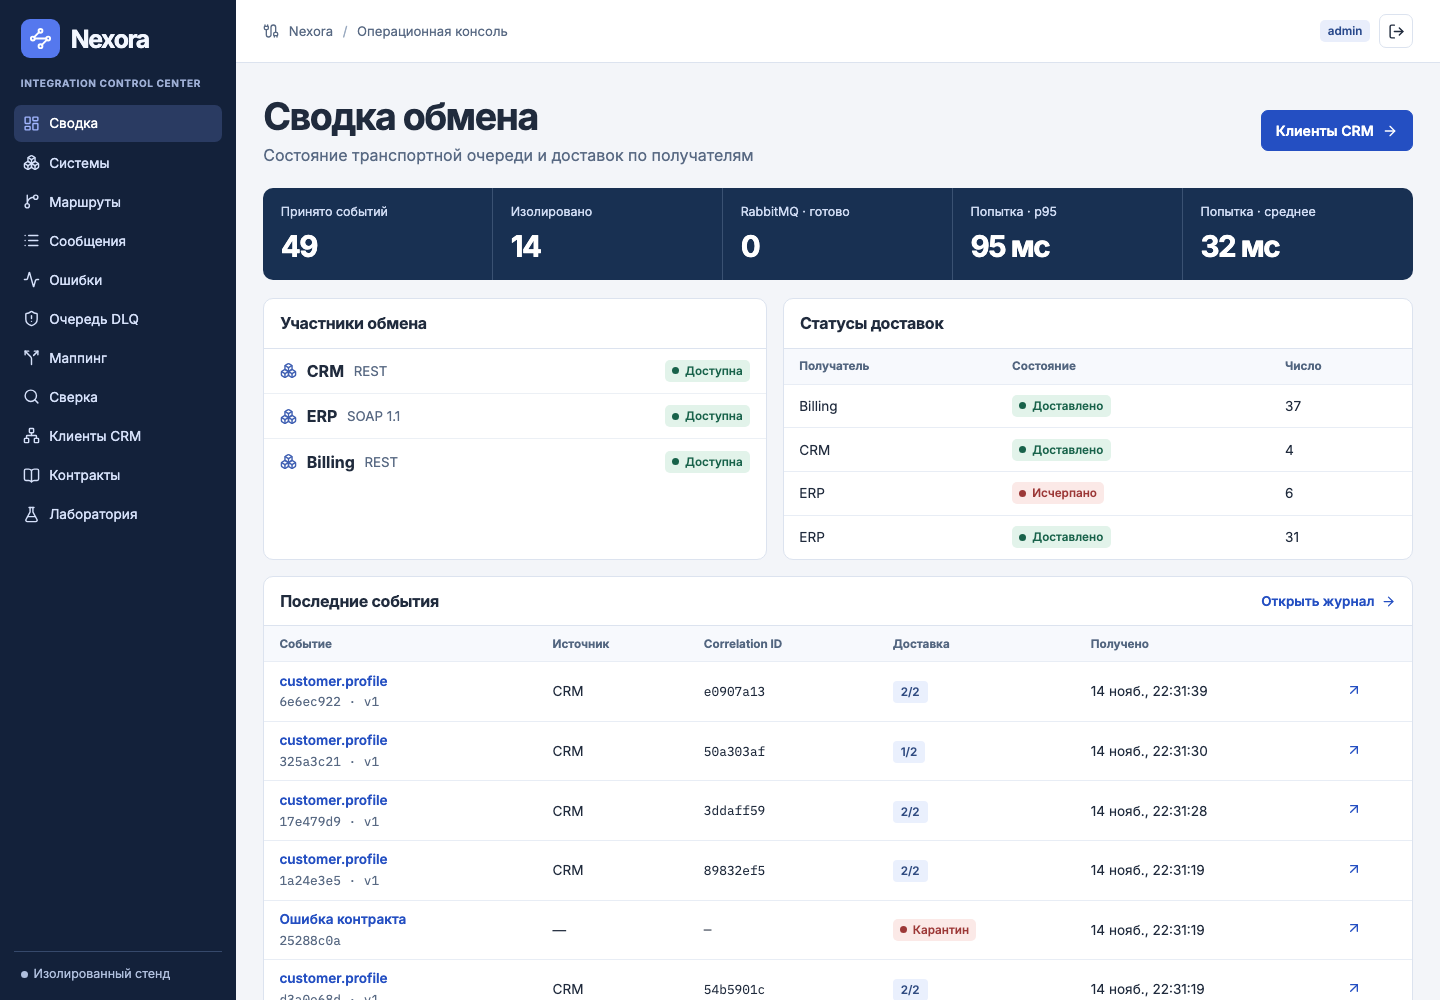 Nexora
INTEGRATION CONTROL CENTER
Сводка
Системы
Маршруты
Сообщения
Ошибки
Очередь DLQ
Маппинг
Сверка
Клиенты CRM
Контракты
Лаборатория
Изолированный стенд
Nexora / Операционная консоль
admin
Сводка обмена
Состояние транспортной очереди и доставок по получателям
Клиенты CRM
Принято событий
49
Изолировано
14
RabbitMQ · готово
0
Попытка · p95
95 мс
Попытка · среднее
32 мс
Участники обмена
CRM REST Доступна
ERP SOAP 1.1 Доступна
Billing REST Доступна
Статусы доставок
Получатель Состояние Число
Billing Доставлено 37
CRM Доставлено 4
ERP Исчерпано 6
ERP Доставлено 31
Последние события
Открыть журнал
Событие Источник Correlation ID Доставка Получено
customer.profile
6e6ec922 · v1
CRM e0907a13 2/2 14 нояб., 22:31:39
customer.profile
325a3c21 · v1
CRM 50a303af 1/2 14 нояб., 22:31:30
customer.profile
17e479d9 · v1
CRM 3ddaff59 2/2 14 нояб., 22:31:28
customer.profile
1a24e3e5 · v1
CRM 89832ef5 2/2 14 нояб., 22:31:19
Ошибка контракта
25288c0a
— – Карантин 14 нояб., 22:31:19
customer.profile
CRM 54b5901c 2/2 14 нояб., 22:31:19